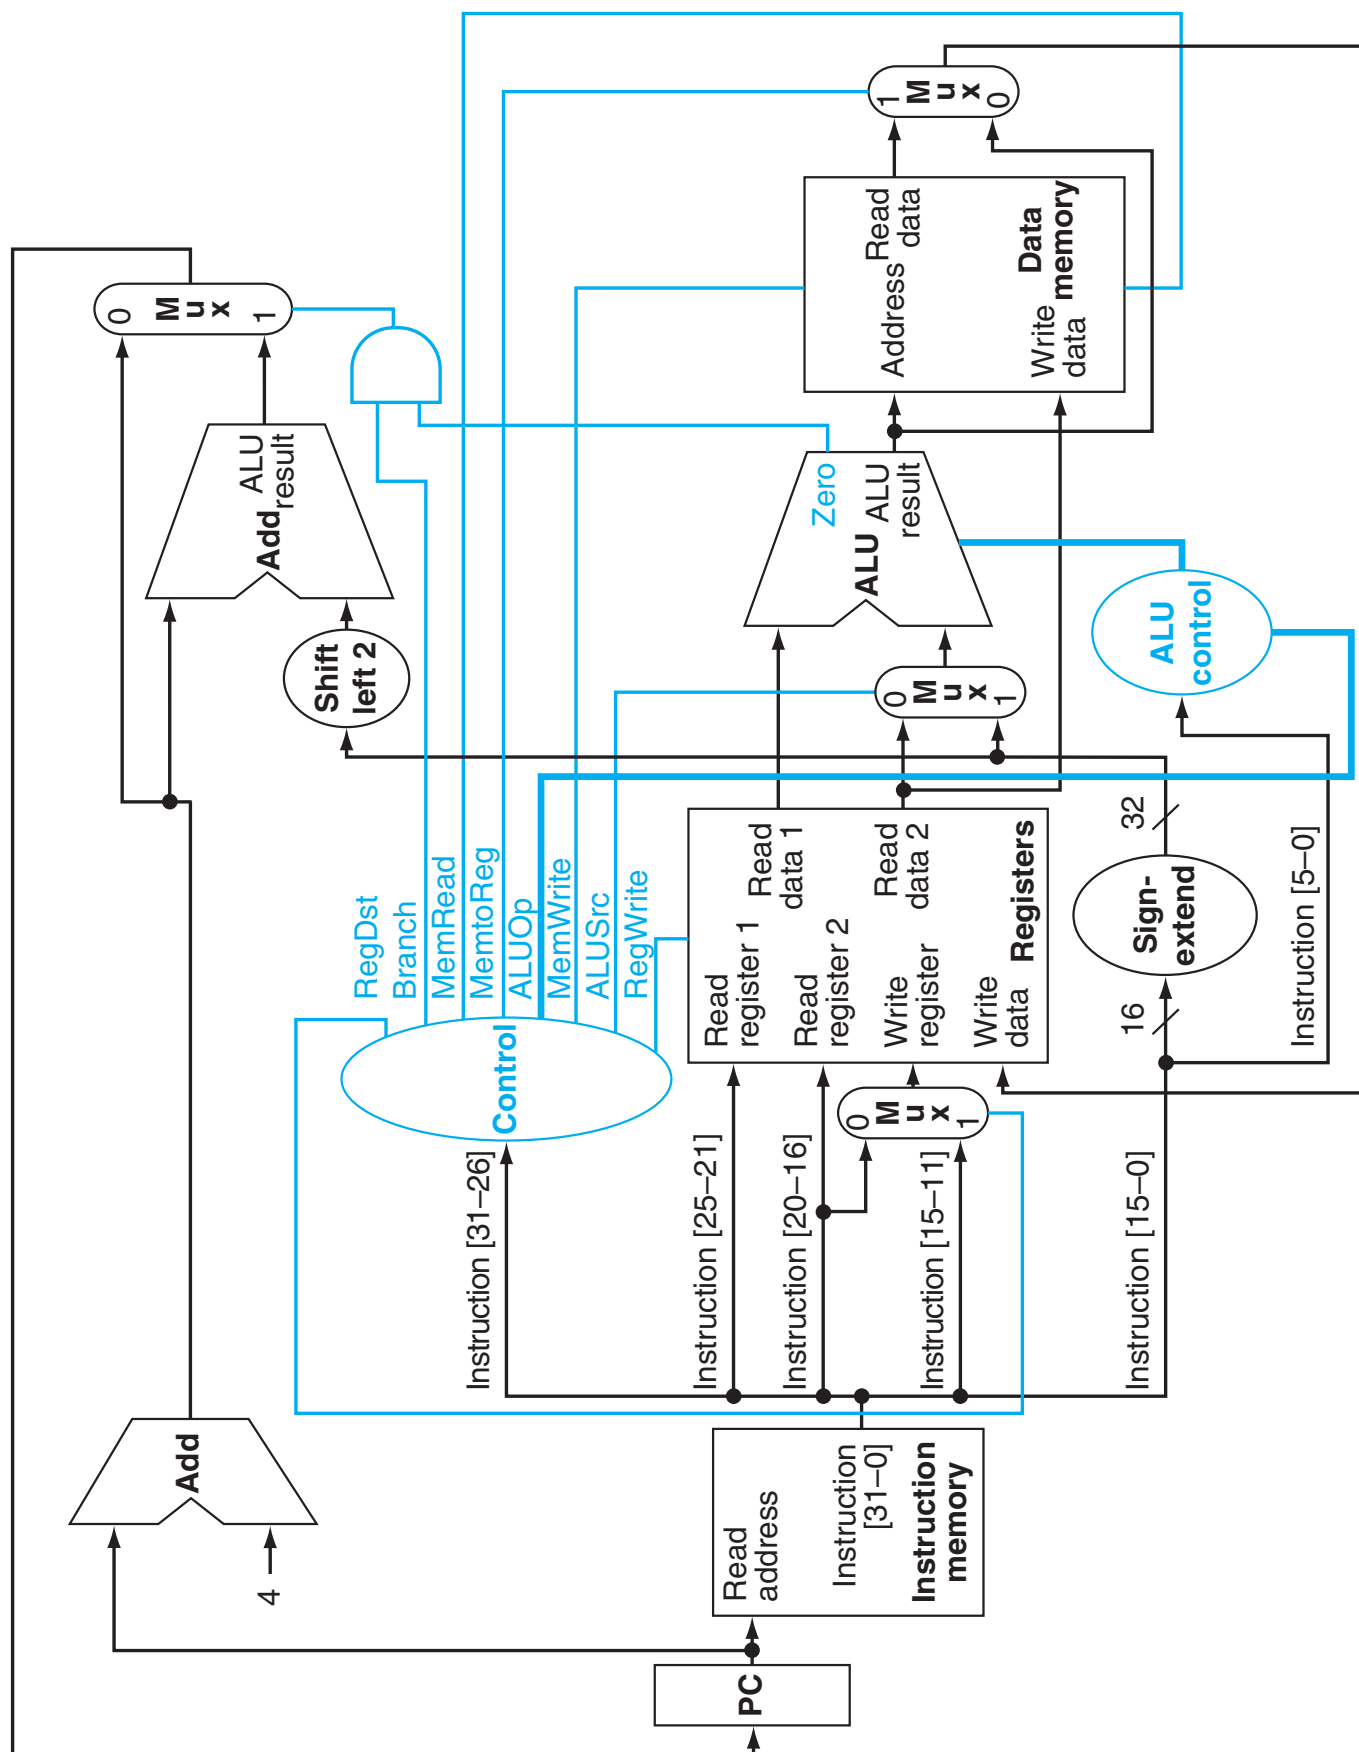 PC
4
Add
Read
address
Instruction
[31–0]
Instruction
memory
Instruction [31–26]
Instruction [25–21]
Instruction [20–16]
Instruction [15–11]
Instruction [15–0]
Instruction [5–0]
Control
RegDst
Branch
MemRead
MemtoReg
ALUOp
MemWrite
ALUSrc
RegWrite
0
M
u
x
1
Read
register 1
Read
register 2
Write
register
Write
data
Read
data 1
Read
data 2
Registers
16
Sign-
extend
32
Shift
left 2
0
M
u
x
1
Add
ALU
result
Zero
ALU
ALU
result
ALU
control
0
M
u
x
1
Address
Read
data
Write
data
Data
memory
1
M
u
x
0